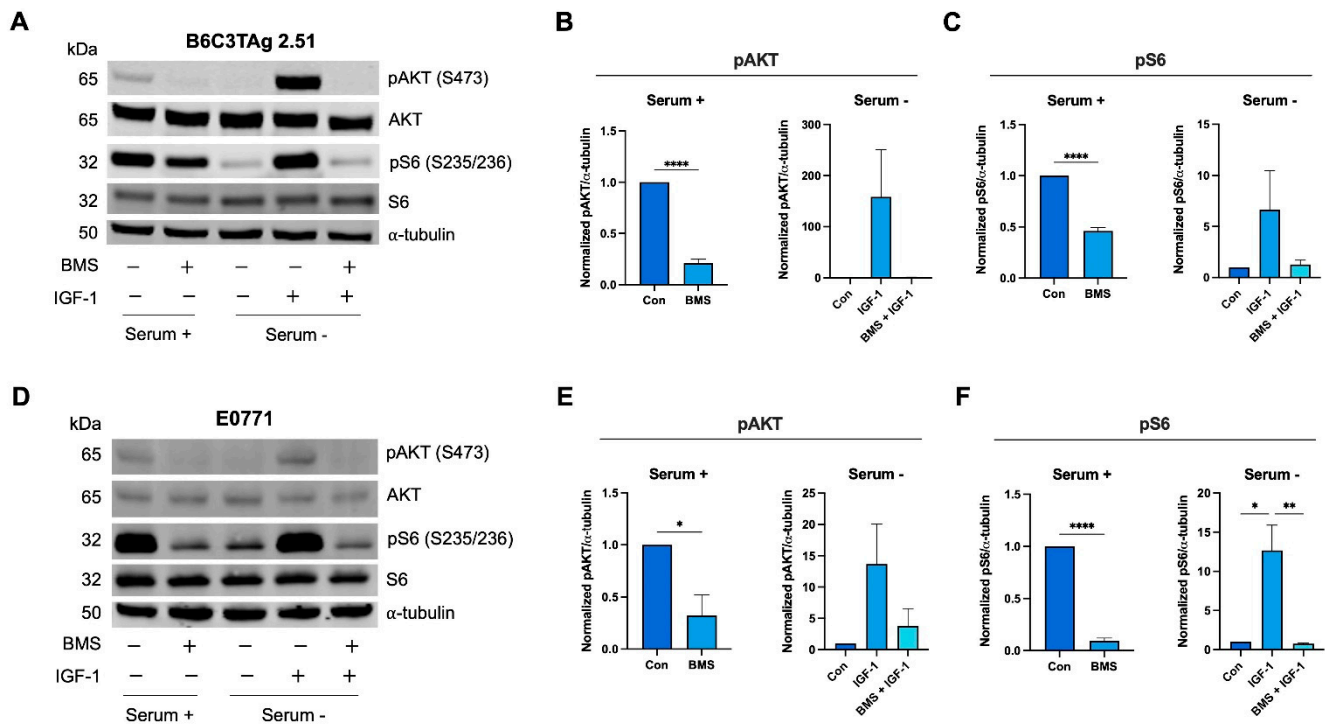 A
B6C3TAg 2.51
kDa
65 pAKT (S473)
65 AKT
32 pS6 (S235/236)
32 S6
50 α-tubulin
BMS – + – – +
IGF-1 – – – + +
Serum + Serum -
B
pAKT
Serum +
Normalized pAKT/α-tubulin
1.5
1.0
0.5
0.0
****
Con BMS
Serum -
Normalized pAKT/α-tubulin
300
200
100
0
Con IGF-1 BMS + IGF-1
C
pS6
Serum +
Normalized pS6/α-tubulin
1.5
1.0
0.5
0.0
****
Con BMS
Serum -
Normalized pS6/α-tubulin
15
10
5
0
Con IGF-1 BMS + IGF-1
D
E0771
kDa
65 pAKT (S473)
65 AKT
32 pS6 (S235/236)
32 S6
50 α-tubulin
BMS – + – – +
IGF-1 – – – + +
Serum + Serum -
E
pAKT
Serum +
Normalized pAKT/α-tubulin
1.5
1.0
0.5
0.0
*
Con BMS
Serum -
Normalized pAKT/α-tubulin
25
20
15
10
5
0
Con IGF-1 BMS + IGF-1
F
pS6
Serum +
Normalized pS6/α-tubulin
1.5
1.0
0.5
0.0
****
Con BMS
Serum -
Normalized pS6/α-tubulin
20
15
10
5
0
* **
Con IGF-1 BMS + IGF-1